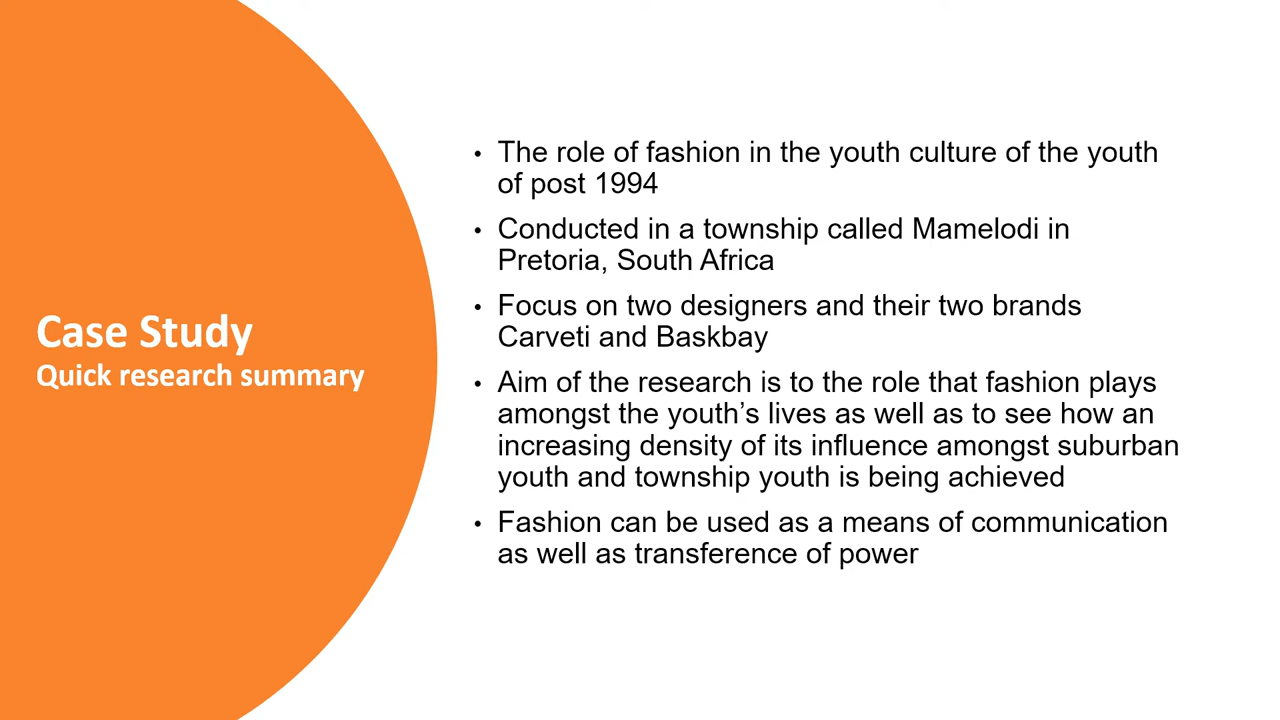 Case Study
Quick research summary
• The role of fashion in the youth culture of the youth
of post 1994
• Conducted in a township called Mamelodi in
Pretoria, South Africa
• Focus on two designers and their two brands
Carveti and Baskbay
• Aim of the research is to the role that fashion plays
amongst the youth’s lives as well as to see how an
increasing density of its influence amongst suburban
youth and township youth is being achieved
• Fashion can be used as a means of communication
as well as transference of power